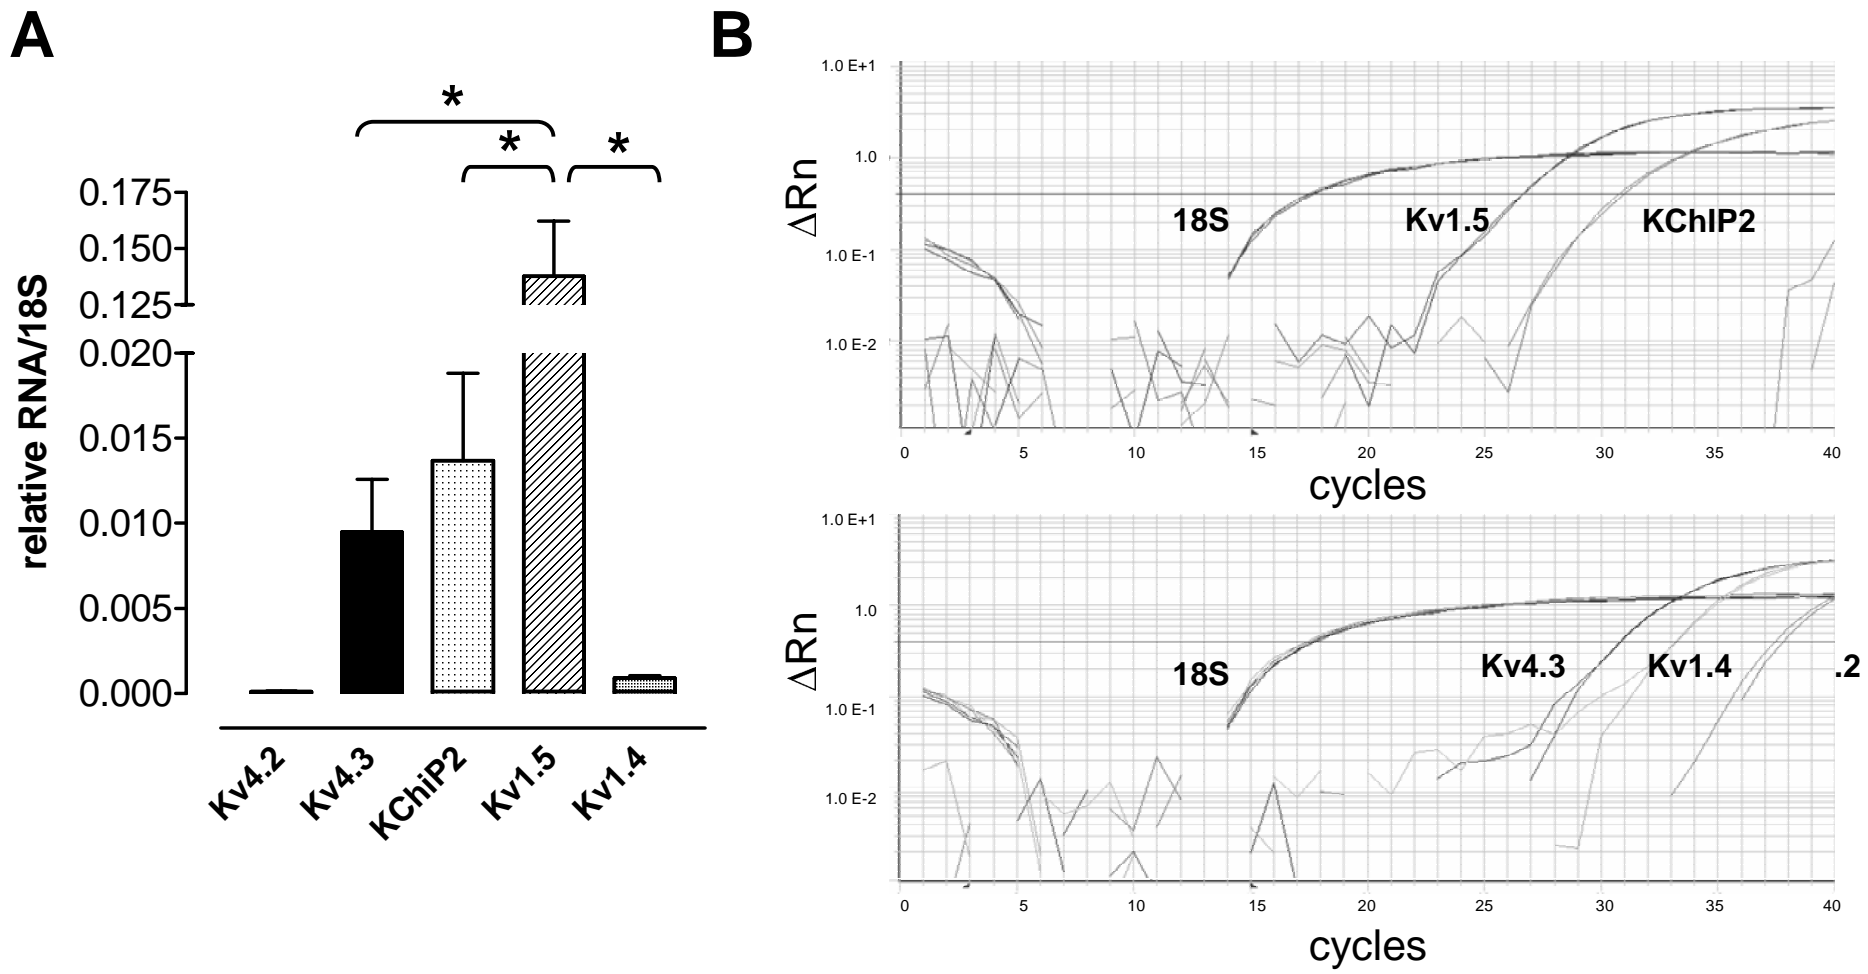 A
B
*
* *
relative RNA/18S
0.175
0.150
0.125
0.020
0.015
0.010
0.005
0.000
Kv4.2
Kv4.3
KChiP2
Kv1.5
Kv1.4
ΔRn
1.0 E+1
1.0
1.0 E-1
1.0 E-2
18S
Kv1.5
KChIP2
0 5 10 15 20 25 30 35 40
cycles
ΔRn
1.0 E+1
1.0
1.0 E-1
1.0 E-2
18S
Kv4.3
Kv1.4
.2
0 5 10 15 20 25 30 35 40
cycles